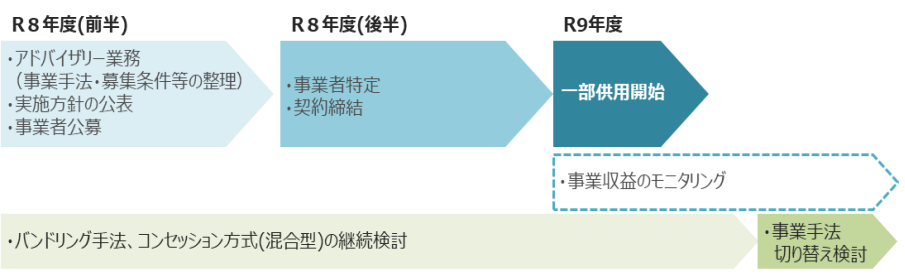 R8年度(前半)
R8年度(後半)
R9年度
・アドバイザリー業務
(事業手法・募集条件等の整理)
・実施方針の公表
・事業者公募
・事業者特定
・契約締結
一部供用開始
・事業収益のモニタリング
・バンドリング手法、コンセッション方式(混合型)の継続検討
・事業手法
切り替え検討